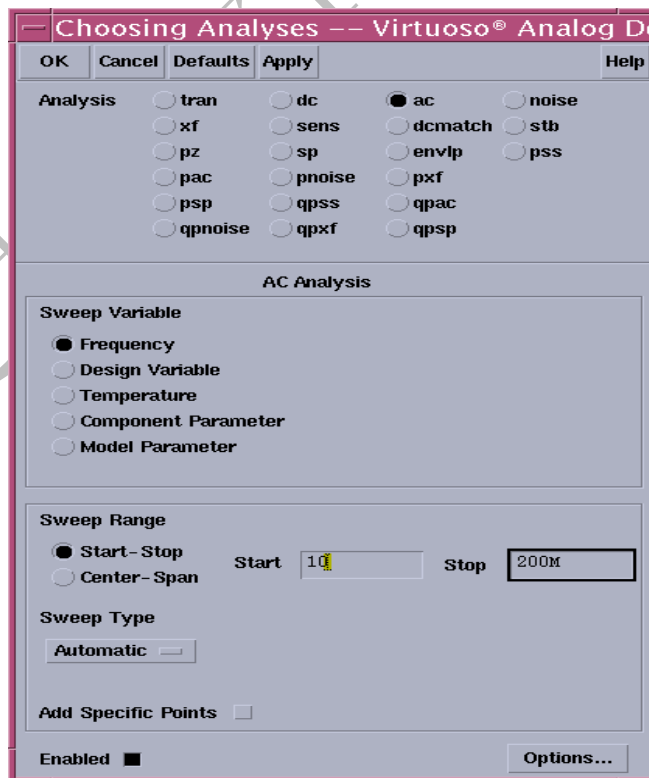 Choosing Analyses -- Virtuoso® Analog De
OK Cancel Defaults Apply Help
Analysis tran dc ac noise
xf sens dcmatch stb
pz sp envlp pss
pac pnoise pxf
psp qpss qpac
qpnoise qpxf qpsp
AC Analysis
Sweep Variable
Frequency
Design Variable
Temperature
Component Parameter
Model Parameter
Sweep Range
Start-Stop Start 10 Stop 200M
Center-Span
Sweep Type
Automatic
Add Specific Points
Enabled Options...